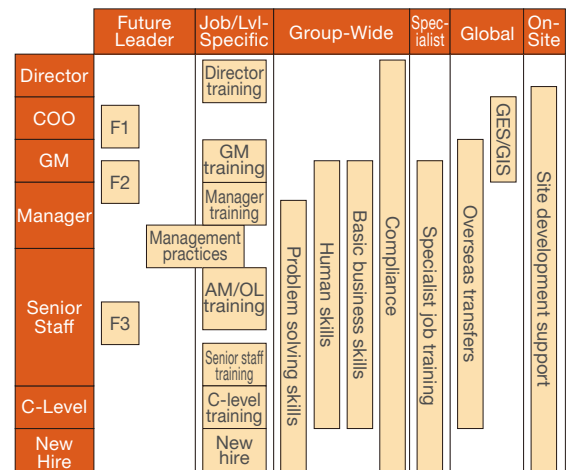 Future
Leader
Job/Lvl-
Specific
Group-Wide
Spec-
ialist
Global
On-
Site
Director
COO
GM
Manager
Senior
Staff
C-Level
New
Hire
F1
F2
F3
Management
practices
Director
training
GM
training
Manager
training
AM/OL
training
Senior staff
training
C-level
training
New
hire
Problem solving skills
Human skills
Basic business skills
Compliance
Specialist job training
Overseas transfers
GES/GIS
Site development support